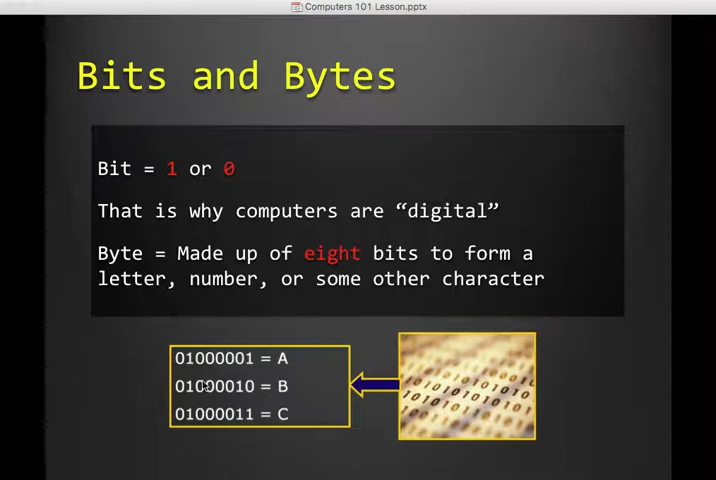 Computers 101 Lesson.pptx
Bits and Bytes
Bit = 1 or 0
That is why computers are “digital”
Byte = Made up of eight bits to form a
letter, number, or some other character
01000001 = A
01000010 = B
01000011 = C